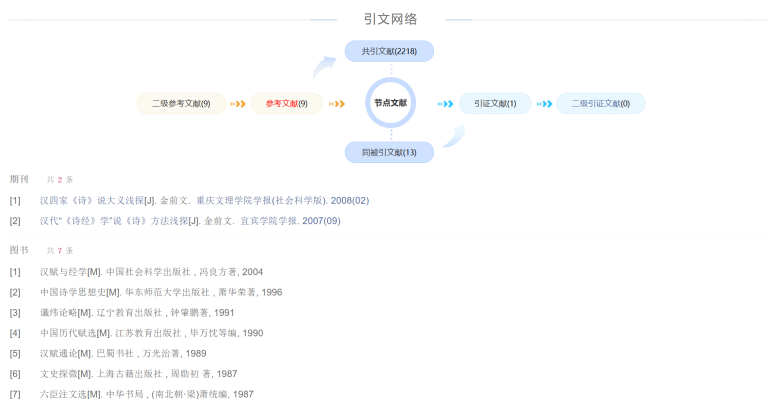 引文网络
共引文献(2218)
二级参考文献(9)
参考文献(9)
节点文献
引证文献(1)
二级引证文献(0)
同被引文献(13)
期刊 共 2 条
[1] 汉四家《诗》说大义浅探[J]. 金前文. 重庆文理学院学报(社会科学版). 2008(02)
[2] 汉代“《诗经》学”说《诗》方法浅探[J]. 金前文. 宜宾学院学报. 2007(09)
图书 共 7 条
[1] 汉赋与经学[M]. 中国社会科学出版社 , 冯良方著, 2004
[2] 中国诗学思想史[M]. 华东师范大学出版社 , 萧华荣著, 1996
[3] 谶纬论略[M]. 辽宁教育出版社 , 钟肇鹏著, 1991
[4] 中国历代赋选[M]. 江苏教育出版社 , 毕万忱等编, 1990
[5] 汉赋通论[M]. 巴蜀书社 , 万光治著, 1989
[6] 文史探微[M]. 上海古籍出版社 , 周勋初 著, 1987
[7] 六臣注文选[M]. 中华书局 , (南北朝·梁)萧统编, 1987